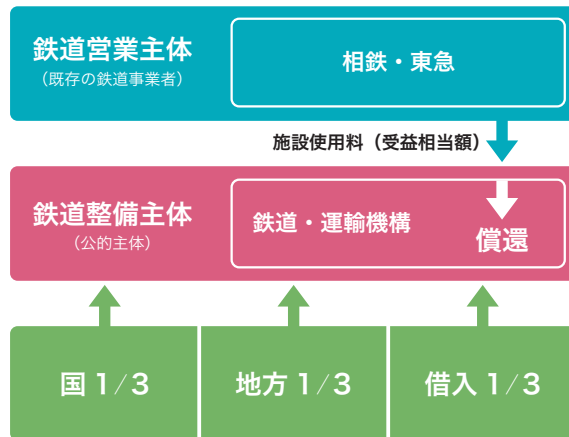 鉄道営業主体
（既存の鉄道事業者）
相鉄・東急
施設使用料（受益相当額）
鉄道整備主体
（公的主体）
鉄道・運輸機構
償還
国 1/3
地方 1/3
借入 1/3